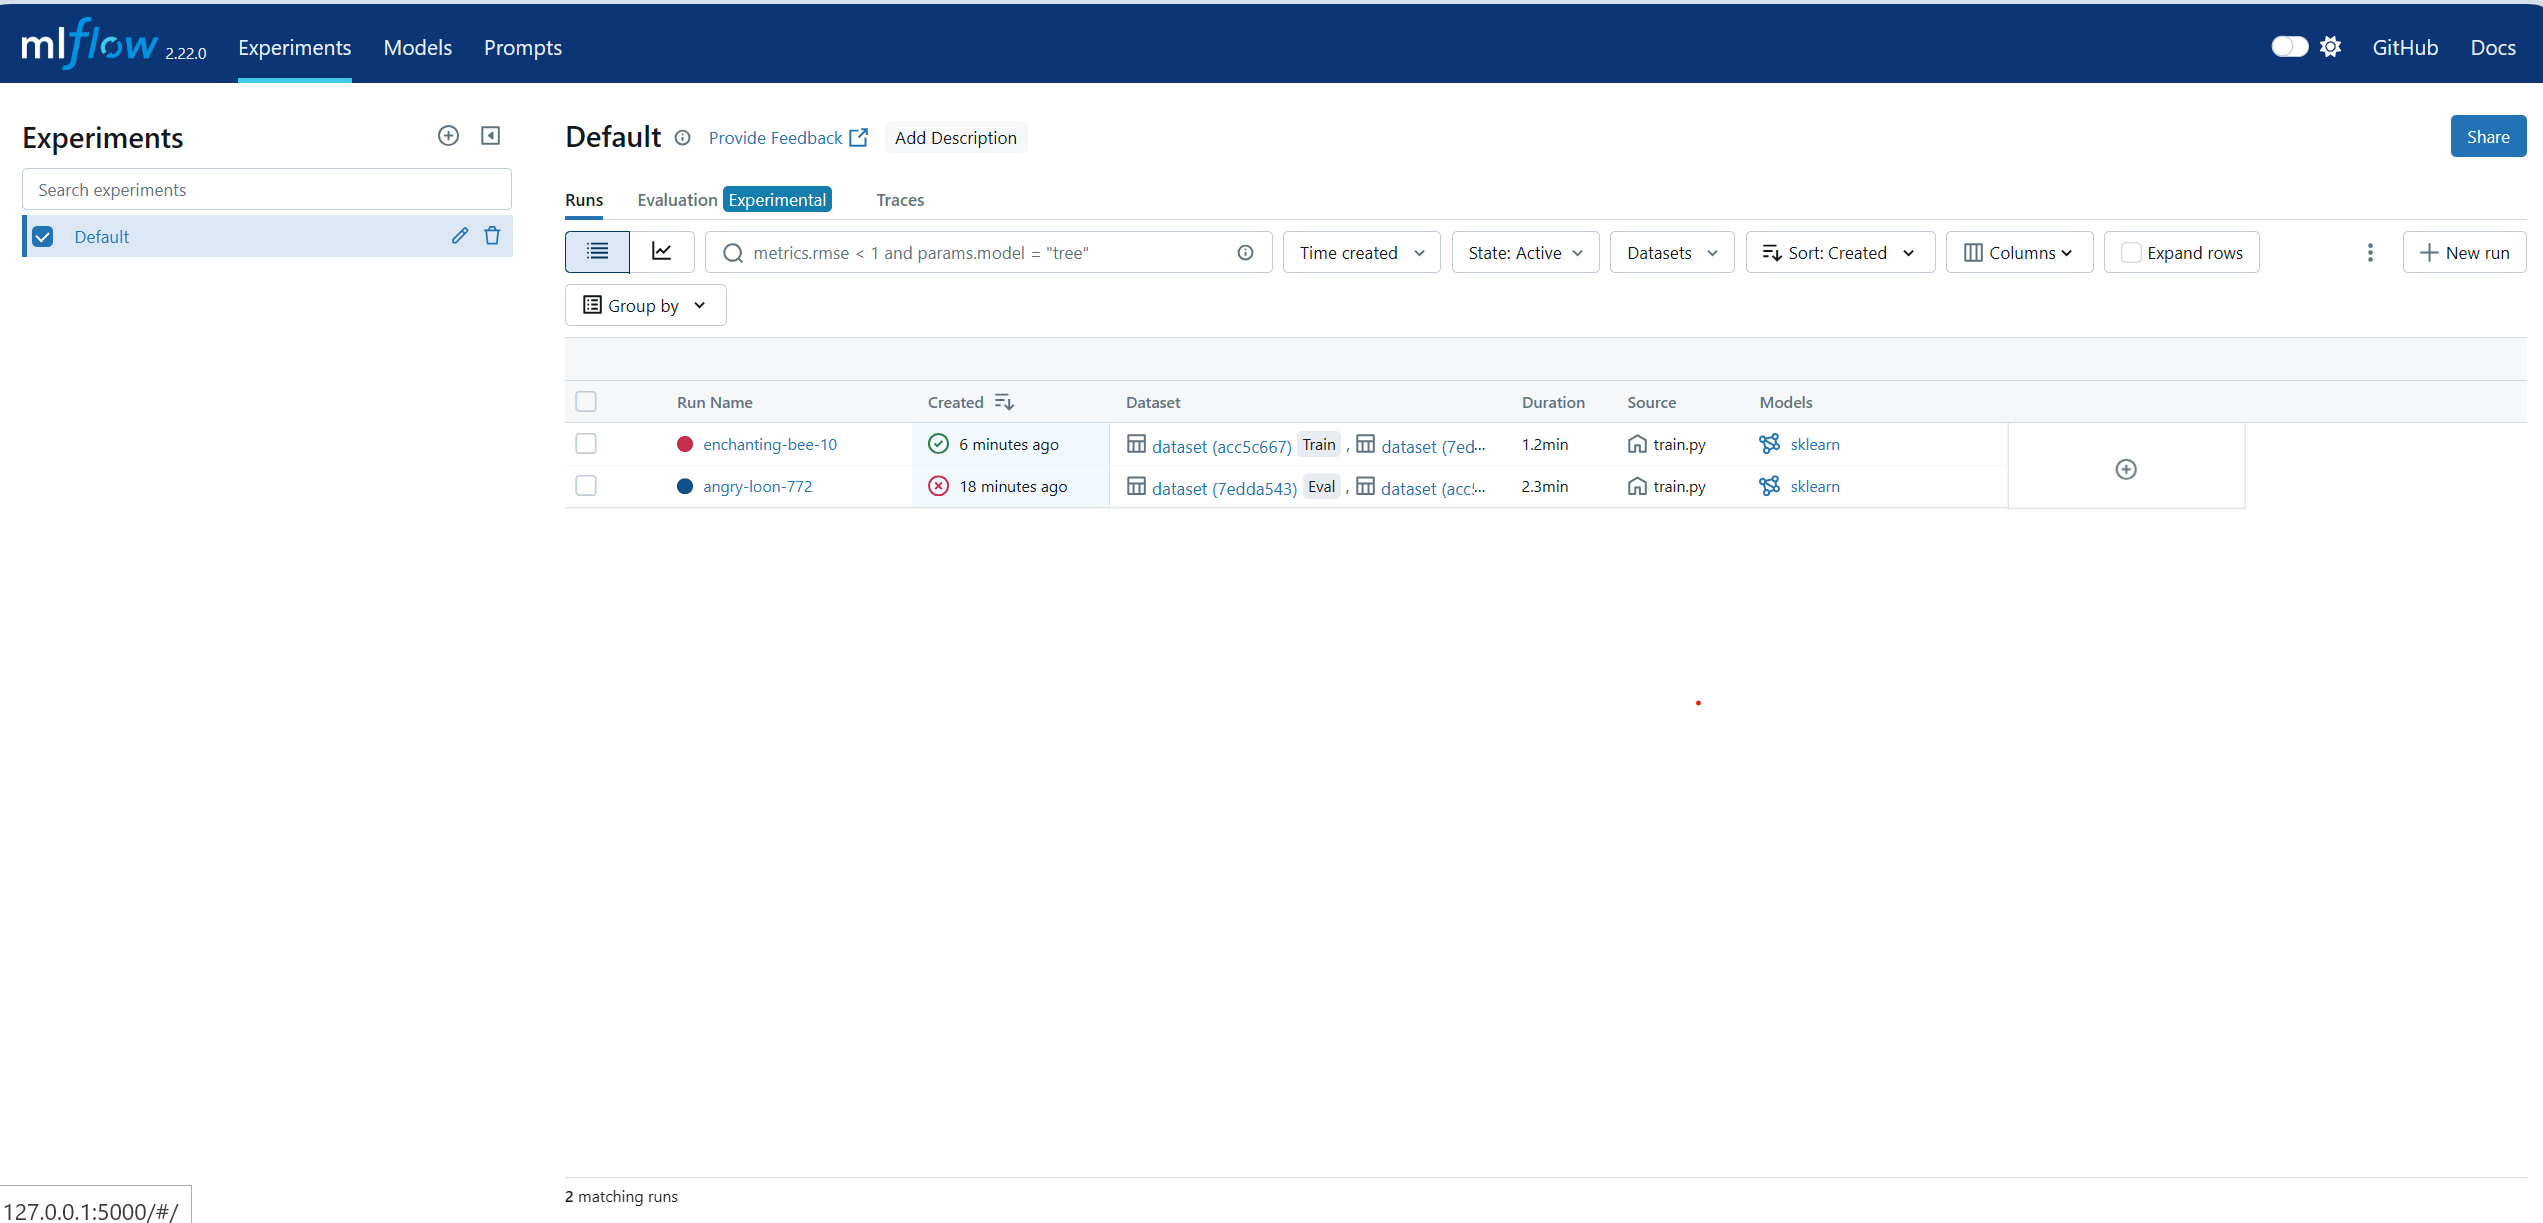 mlflow 2.22.0 Experiments Models Prompts GitHub Docs
Experiments
Search experiments
Default
Default Provide Feedback Add Description Share
Runs Evaluation Experimental Traces
metrics.rmse < 1 and params.model = "tree" Time created State: Active Datasets Sort: Created Columns Expand rows New run
Group by
Run Name Created Dataset Duration Source Models
enchanting-bee-10 6 minutes ago dataset (acc5c667) Train , dataset (7ed... 1.2min train.py sklearn
angry-loon-772 18 minutes ago dataset (7edda543) Eval , dataset (acc5... 2.3min train.py sklearn
2 matching runs
127.0.0.1:5000/#/